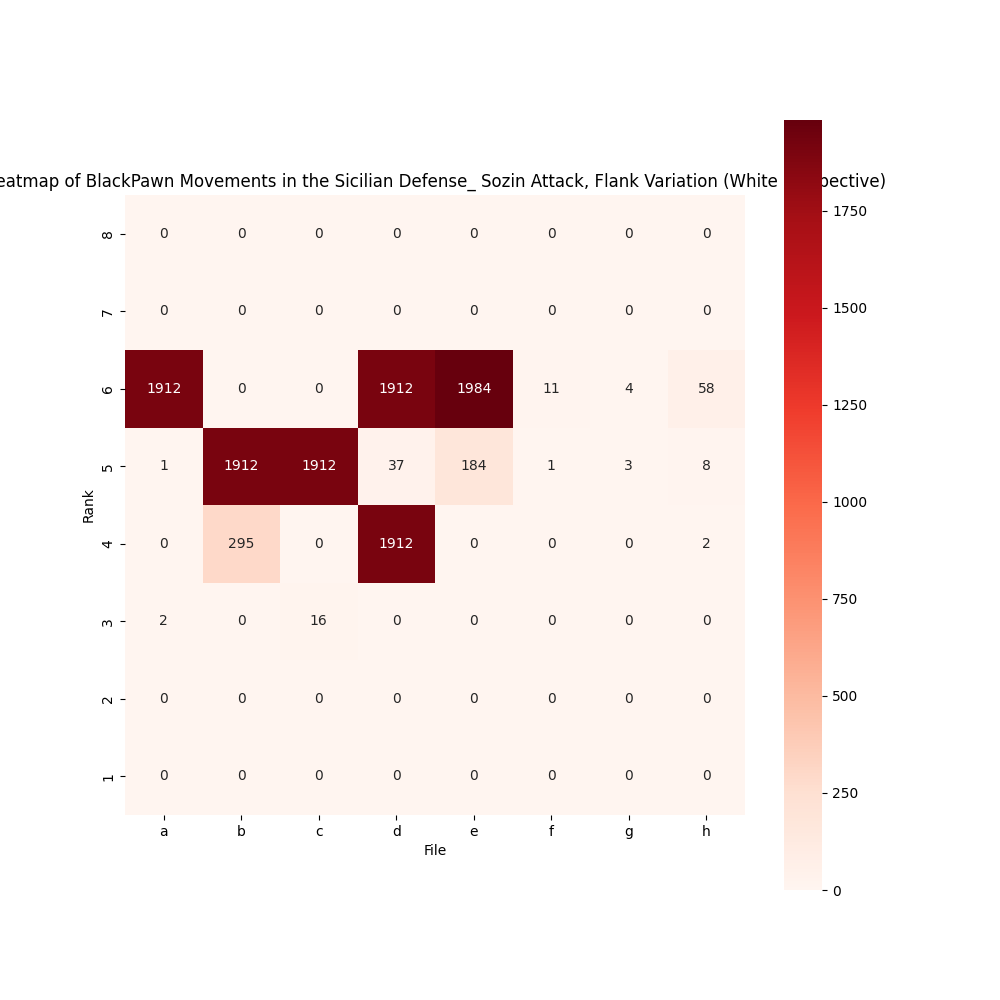 eatmap of BlackPawn Movements in the Sicilian Defense_ Sozin Attack, Flank Variation (White pective)
8 0 0 0 0 0 0 0 0
7 0 0 0 0 0 0 0 0
6 1912 0 0 1912 1984 11 4 58
5 1 1912 1912 37 184 1 3 8
4 0 295 0 1912 0 0 0 2
3 2 0 16 0 0 0 0 0
2 0 0 0 0 0 0 0 0
1 0 0 0 0 0 0 0 0
Rank
a b c d e f g h
File
1750
1500
1250
1000
750
500
250
0